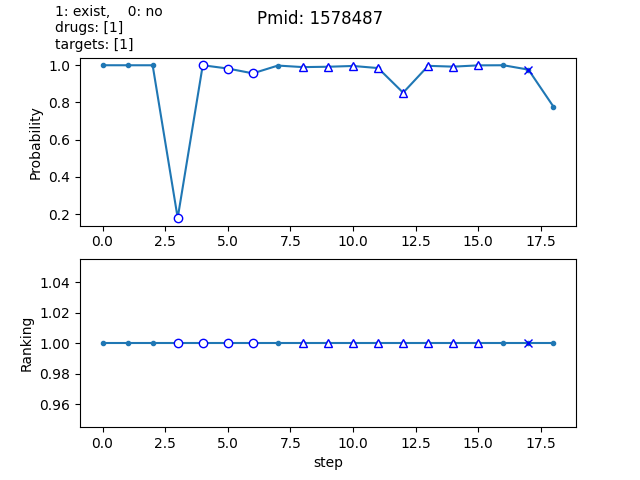 1: exist,    0: no
drugs: [1]
targets: [1]
Pmid: 1578487
Probability
1.0
0.8
0.6
0.4
0.2
0.0 2.5 5.0 7.5 10.0 12.5 15.0 17.5
Ranking
1.04
1.02
1.00
0.98
0.96
0.0 2.5 5.0 7.5 10.0 12.5 15.0 17.5
step